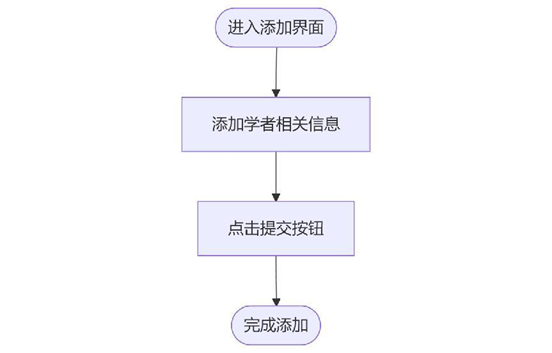 进入添加界面
添加学者相关信息
点击提交按钮
完成添加